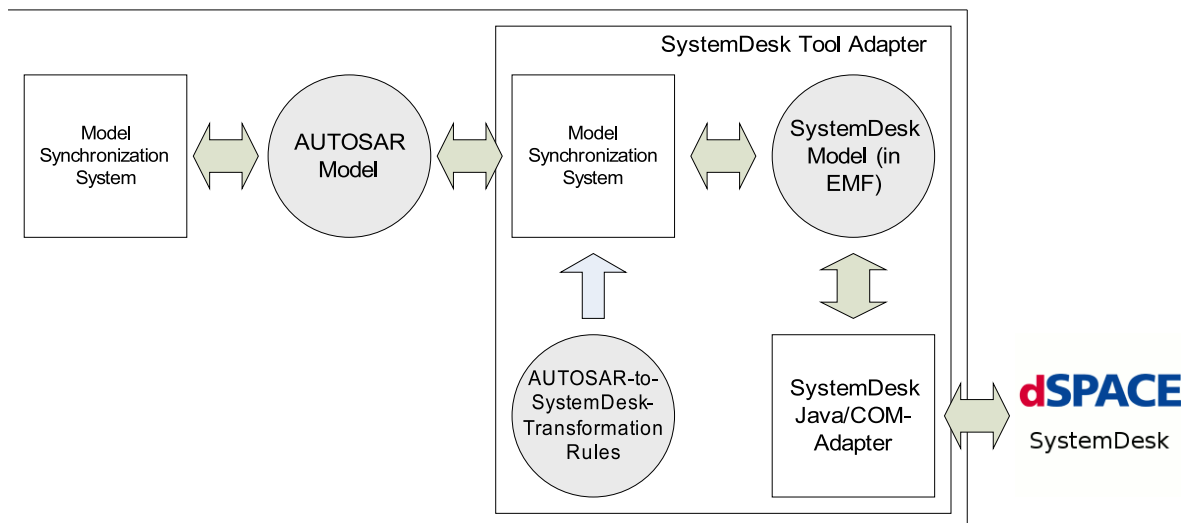 SystemDesk Tool Adapter
Model
Synchronization
System
AUTOSAR
Model
Model
Synchronization
System
SystemDesk
Model (in
EMF)
AUTOSAR-to-
SystemDesk-
Transformation
Rules
SystemDesk
Java/COM-
Adapter
dSPACE
SystemDesk